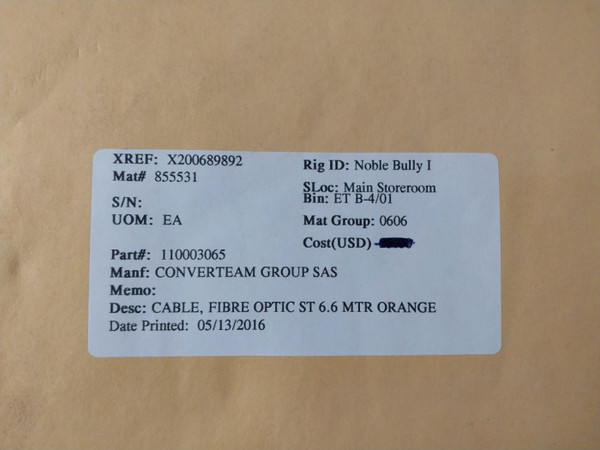 XREF: X200689892
Mat# 855531
S/N:
UOM: EA
Rig ID: Noble Bully I
SLoc: Main Storeroom
Bin: ET B-4/01
Mat Group: 0606
Cost(USD)
Part#: 110003065
Manf: CONVERTEAM GROUP SAS
Memo:
Desc: CABLE, FIBRE OPTIC ST 6.6 MTR ORANGE
Date Printed: 05/13/2016